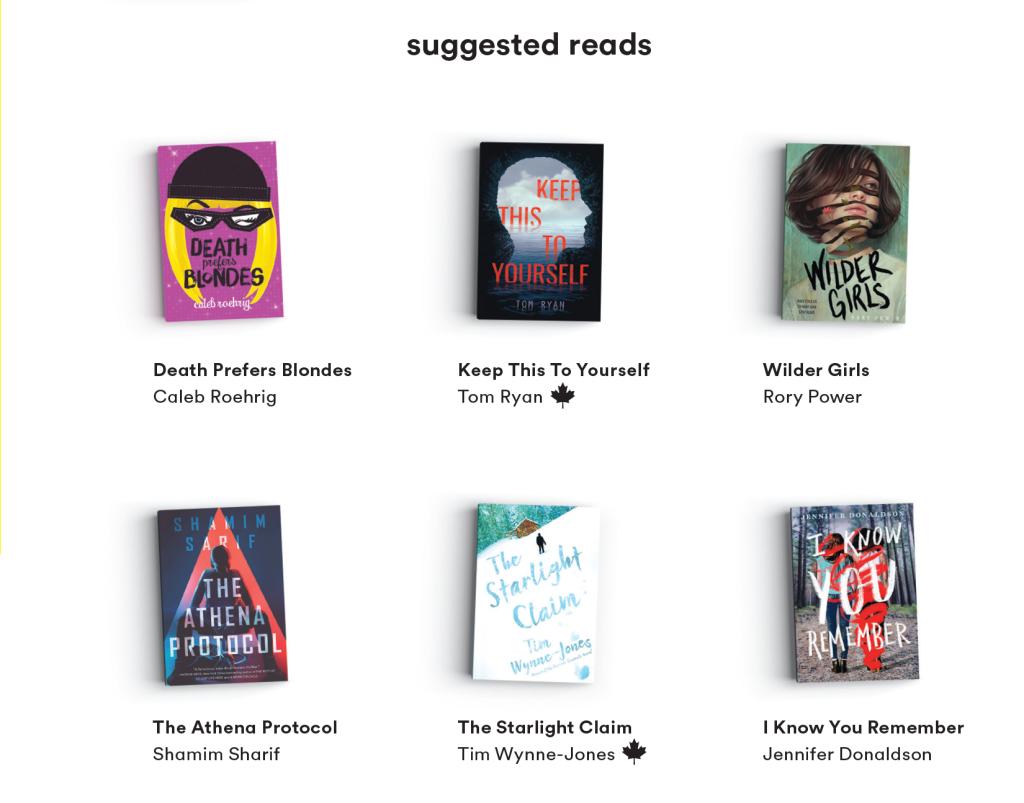 suggested reads
DEATH
prefers
BLONDES
caleb roehrig
KEEP
THIS
TO
YOURSELF
TOM RYAN
WILDER
GIRLS
Death Prefers Blondes
Caleb Roehrig
Keep This To Yourself
Tom Ryan
Wilder Girls
Rory Power
SHAMIM
SARIF
THE
ATHENA
PROTOCOL
The
Starlight
Claim
Tim
Wynne-Jones
JENNIFER DONALDSON
I KNOW
YOU
REMEMBER
The Athena Protocol
Shamim Sharif
The Starlight Claim
Tim Wynne-Jones
I Know You Remember
Jennifer Donaldson